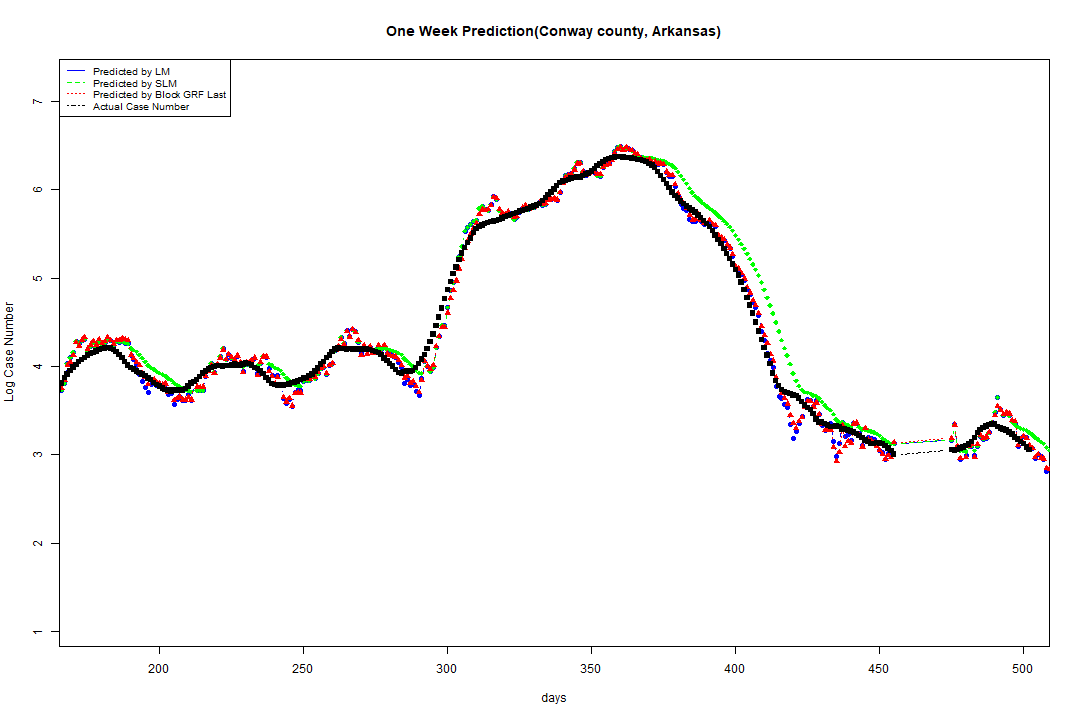 One Week Prediction(Conway county, Arkansas)
Predicted by LM
Predicted by SLM
Predicted by Block GRF Last
Actual Case Number
7
6
5
4
3
2
1
Log Case Number
200 250 300 350 400 450 500
days